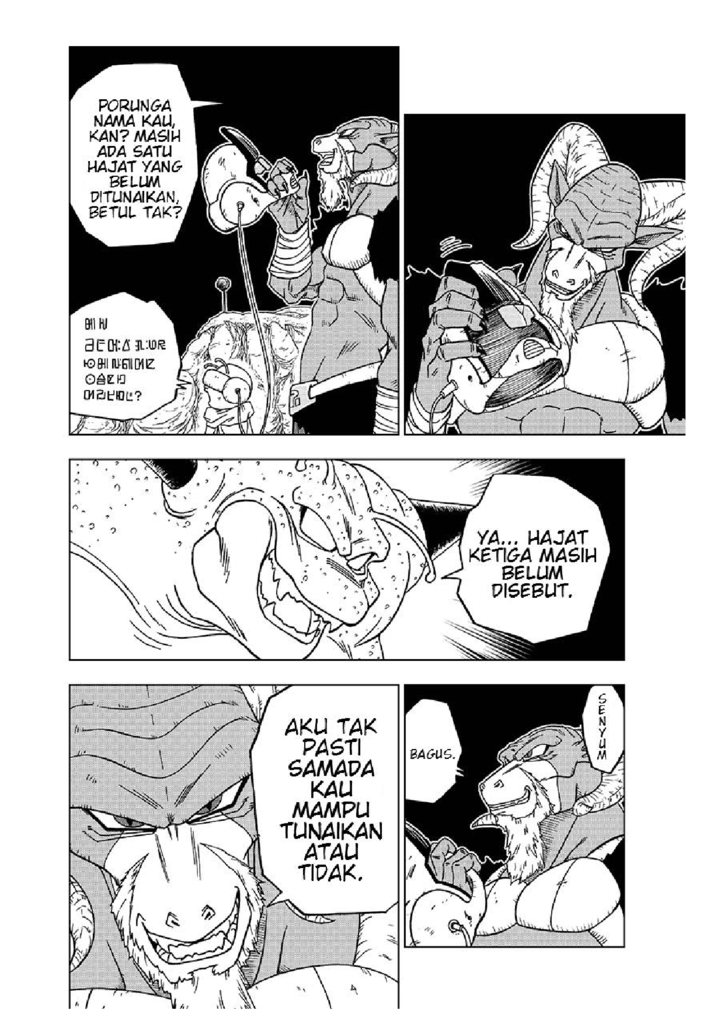 PORUNGA
NAMA KAU,
KAN? MASIH
ADA SATU
HAJAT YANG
BELUM
DITUNAIKAN,
BETUL TAK?
YA... HAJAT
KETIGA MASIH
BELUM
DISEBUT.
SENYUM
BAGUS.
AKU TAK
PASTI
SAMADA
KAU
MAMPU
TUNAIKAN
ATAU
TIDAK.